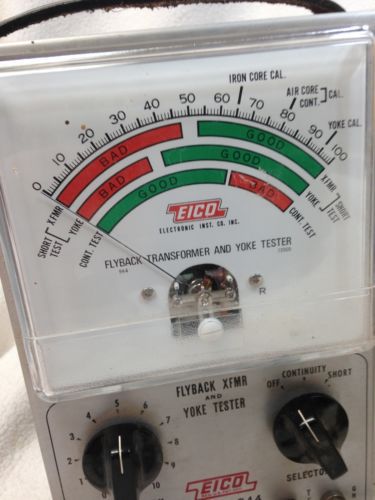 IRON CORE CAL.
AIR CORE
CONT. CAL.
YOKE CAL.
0 10 20 30 40 50 60 70 80 90 100
BAD GOOD
BAD GOOD
GOOD BAD
XFMR
YOKE
SHORT TEST
CONT. TEST
XFMR
YOKE
SHORT TEST
CONT. TEST
EICO
ELECTRONIC INST. CO. INC.
FLYBACK TRANSFORMER AND YOKE TESTER
944
R
FLYBACK XFMR
AND
YOKE TESTER
OFF CONTINUITY SHORT
0 1 2 3 4 5 6 7 8 9 10
SELECTOR
EICO